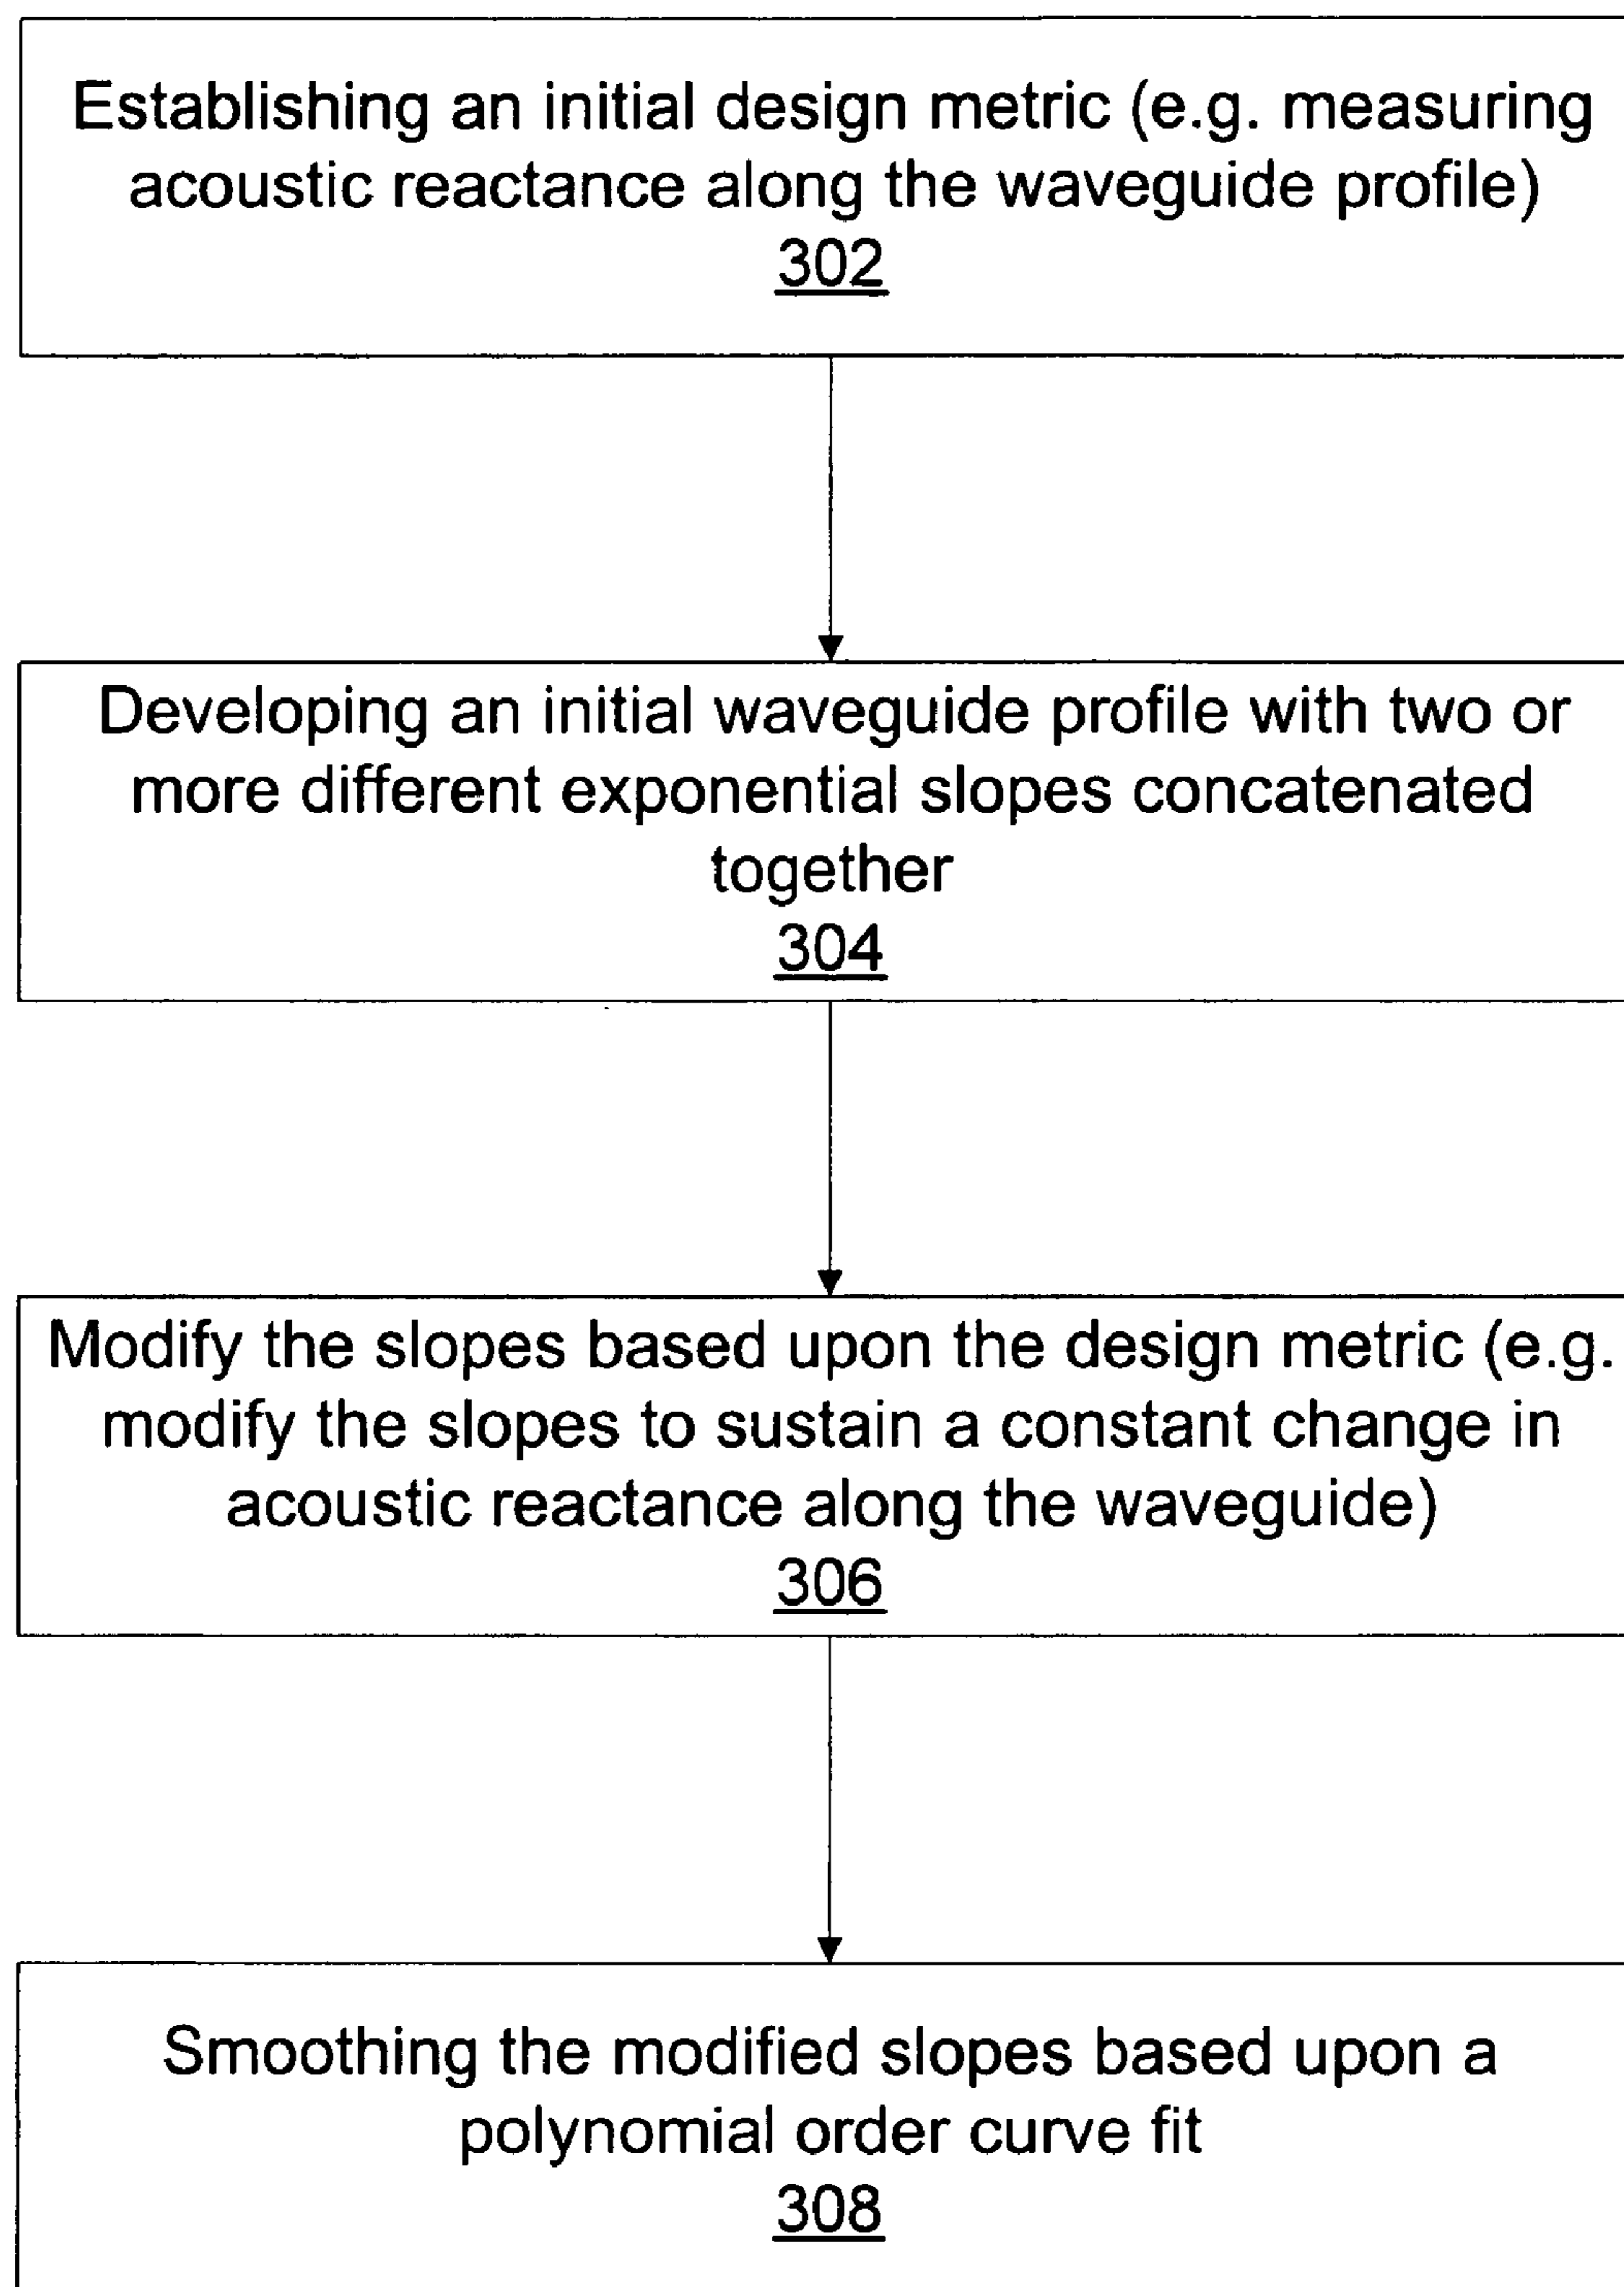 Establishing an initial design metric (e.g. measuring
acoustic reactance along the waveguide profile)
302
Developing an initial waveguide profile with two or
more different exponential slopes concatenated
together
304
Modify the slopes based upon the design metric (e.g.
modify the slopes to sustain a constant change in
acoustic reactance along the waveguide)
306
Smoothing the modified slopes based upon a
polynomial order curve fit
308